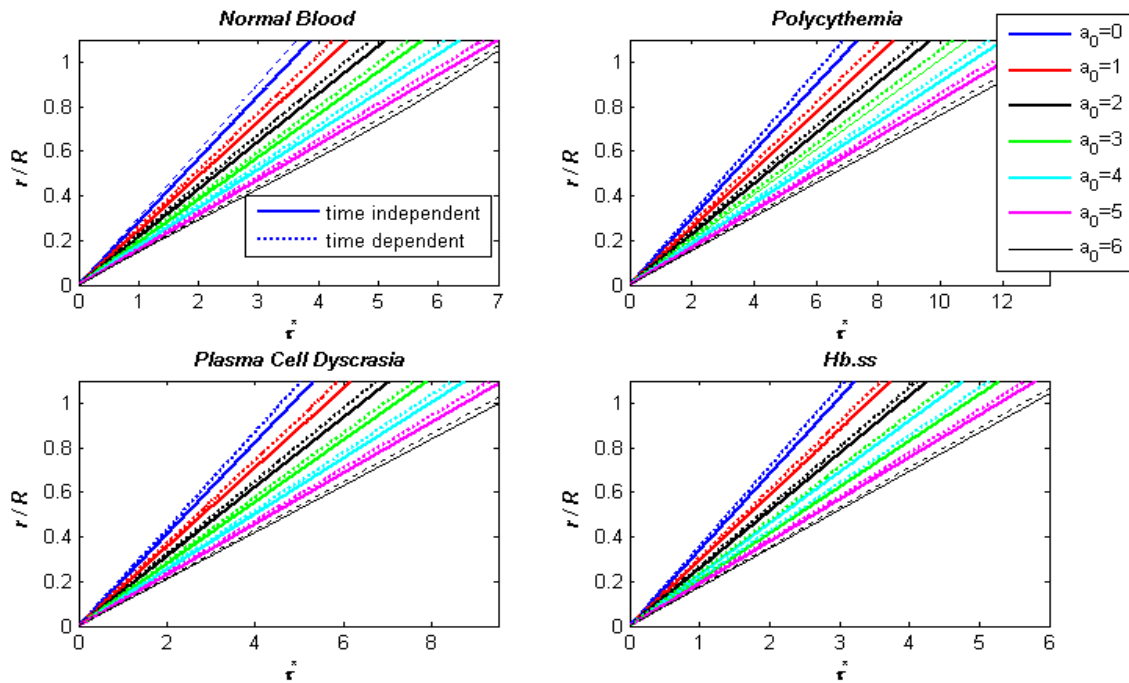 Normal Blood
1
0.8
0.6
0.4
0.2
0
r / R
0 1 2 3 4 5 6 7
τ*
time independent
time dependent
Polycythemia
1
0.8
0.6
0.4
0.2
0
r / R
0 2 4 6 8 10 12
τ*
a₀=0
a₀=1
a₀=2
a₀=3
a₀=4
a₀=5
a₀=6
Plasma Cell Dyscrasia
1
0.8
0.6
0.4
0.2
0
r / R
0 2 4 6 8
τ*
Hb.ss
1
0.8
0.6
0.4
0.2
0
r / R
0 1 2 3 4 5 6
τ*